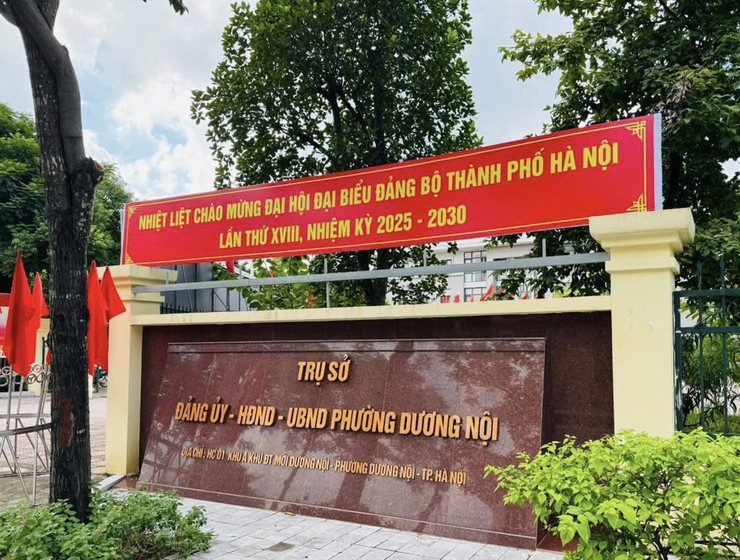 NHIỆT LIỆT CHÀO MỪNG ĐẠI HỘI ĐẠI BIỂU ĐẢNG BỘ THÀNH PHỐ HÀ NỘI
LẦN THỨ XVIII, NHIỆM KỲ 2025 - 2030
TRỤ SỞ
ĐẢNG ỦY - HĐND - UBND PHƯỜNG DƯƠNG NỘI
ĐỊA CHỈ : HC 01 KHU A KHU ĐT MỚI DƯƠNG NỘI - PHƯỜNG DƯƠNG NỘI - TP. HÀ NỘI